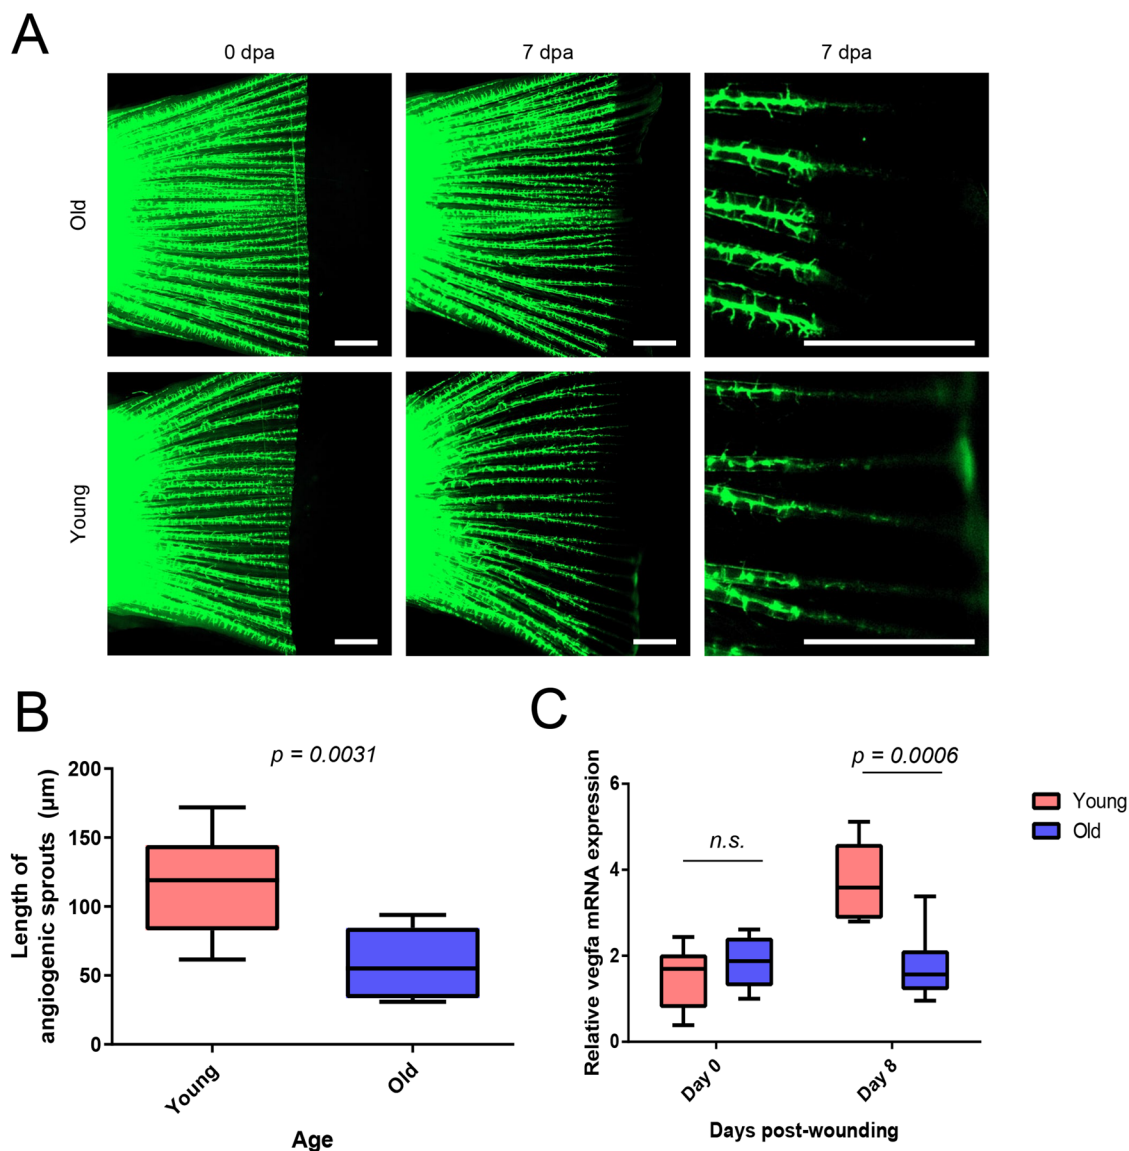 A
0 dpa
7 dpa
7 dpa
Old
Young
B
p = 0.0031
Length of
angiogenic sprouts (μm)
200
150
100
50
0
Young
Old
Age
C
p = 0.0006
n.s.
Relative vegfa mRNA expression
6
4
2
0
Day 0
Day 8
Days post-wounding
Young
Old